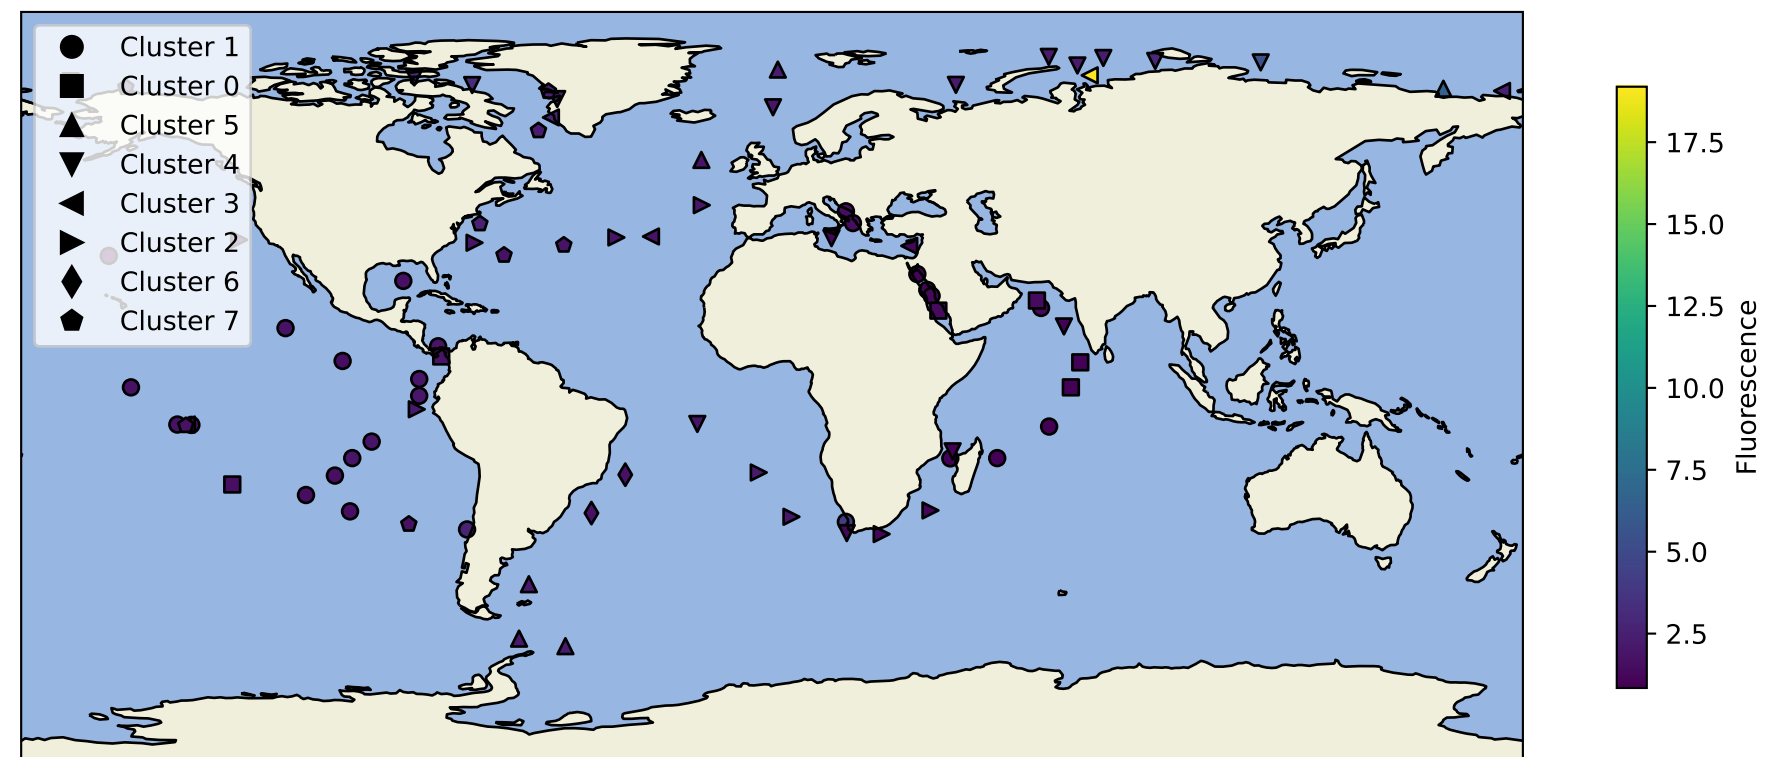 Cluster 1
Cluster 0
Cluster 5
Cluster 4
Cluster 3
Cluster 2
Cluster 6
Cluster 7
17.5
15.0
12.5
10.0
7.5
5.0
2.5
Fluorescence